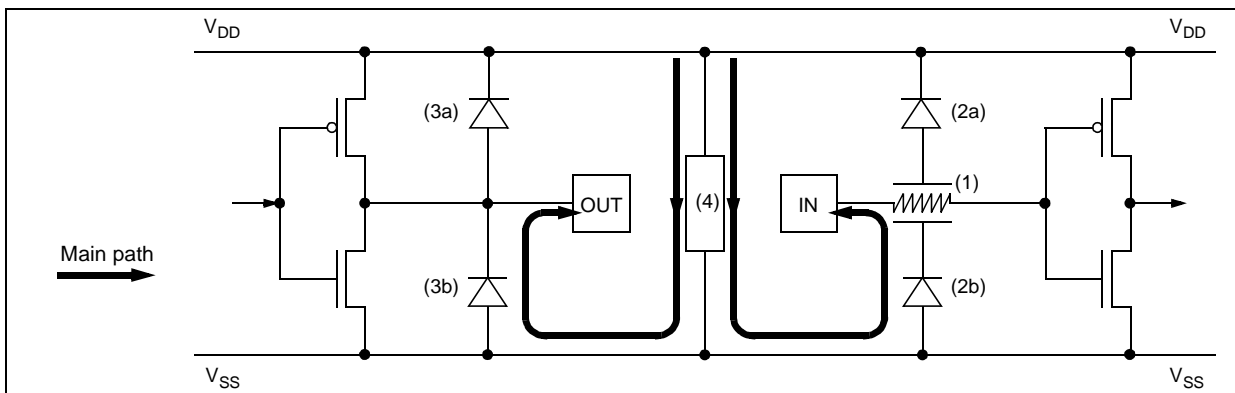 VDD
VDD
(3a)
(2a)
(1)
OUT
(4)
IN
Main path
(3b)
(2b)
VSS
VSS